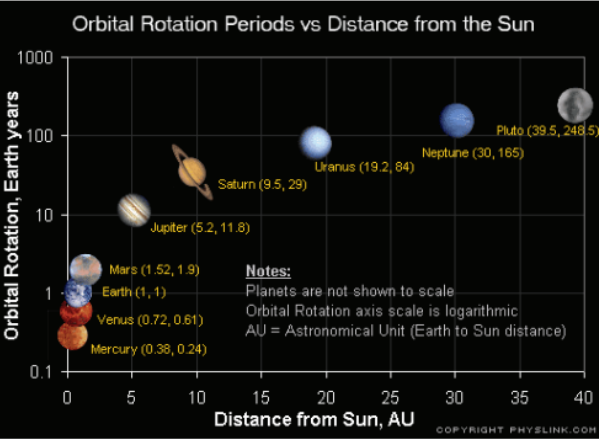 Orbital Rotation Periods vs Distance from the Sun
Orbital Rotation, Earth years
1000
100
10
1
0.1
Pluto (39.5, 248.5)
Neptune (30, 165)
Uranus (19.2, 84)
Saturn (9.5, 29)
Jupiter (5.2, 11.8)
Mars (1.52, 1.9)
Earth (1, 1)
Venus (0.72, 0.61)
Mercury (0.38, 0.24)
Notes:
Planets are not shown to scale
Orbital Rotation axis scale is logarithmic
AU = Astronomical Unit (Earth to Sun distance)
0 5 10 15 20 25 30 35 40
Distance from Sun, AU
COPYRIGHT PHYSLINK.COM